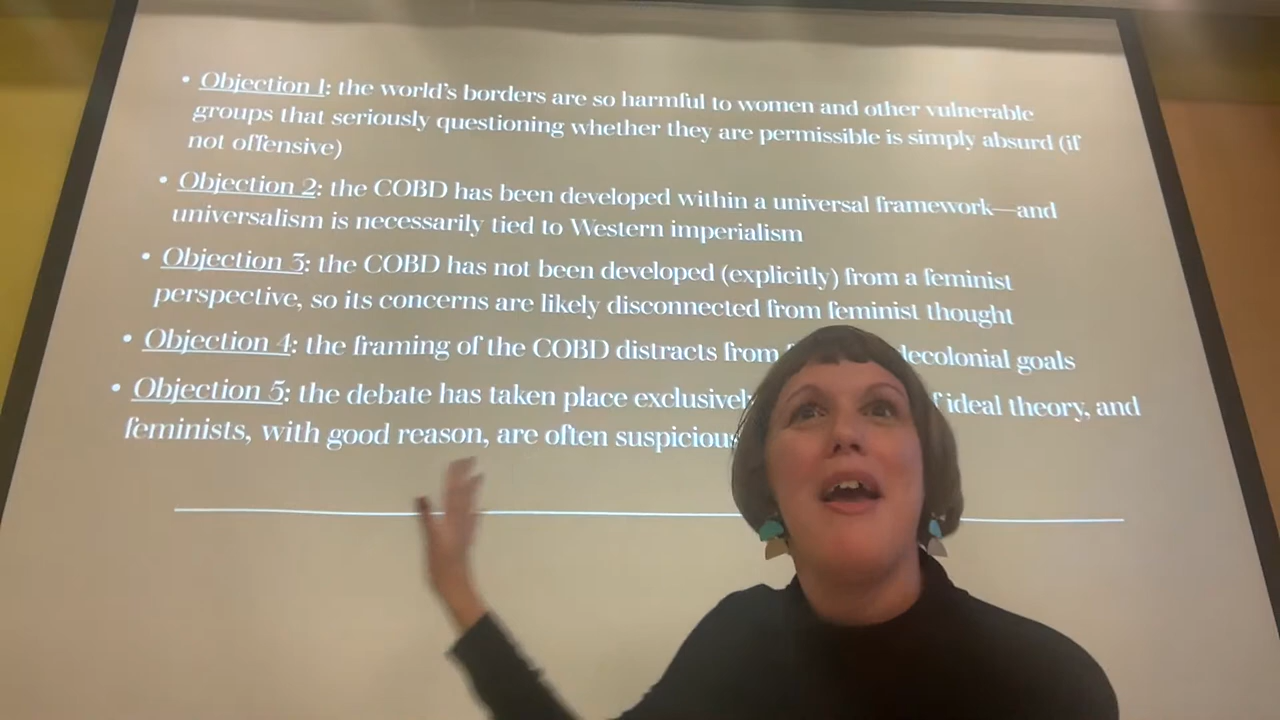 • Objection 1: the world's borders are so harmful to women and other vulnerable
groups that seriously questioning whether they are permissible is simply absurd (if
not offensive)
• Objection 2: the COBD has been developed within a universal framework—and
universalism is necessarily tied to Western imperialism
• Objection 3: the COBD has not been developed (explicitly) from a feminist
perspective, so its concerns are likely disconnected from feminist thought
• Objection 4: the framing of the COBD distracts from decolonial goals
• Objection 5: the debate has taken place ideal theory, and
feminists, with good reason, are often suspicious